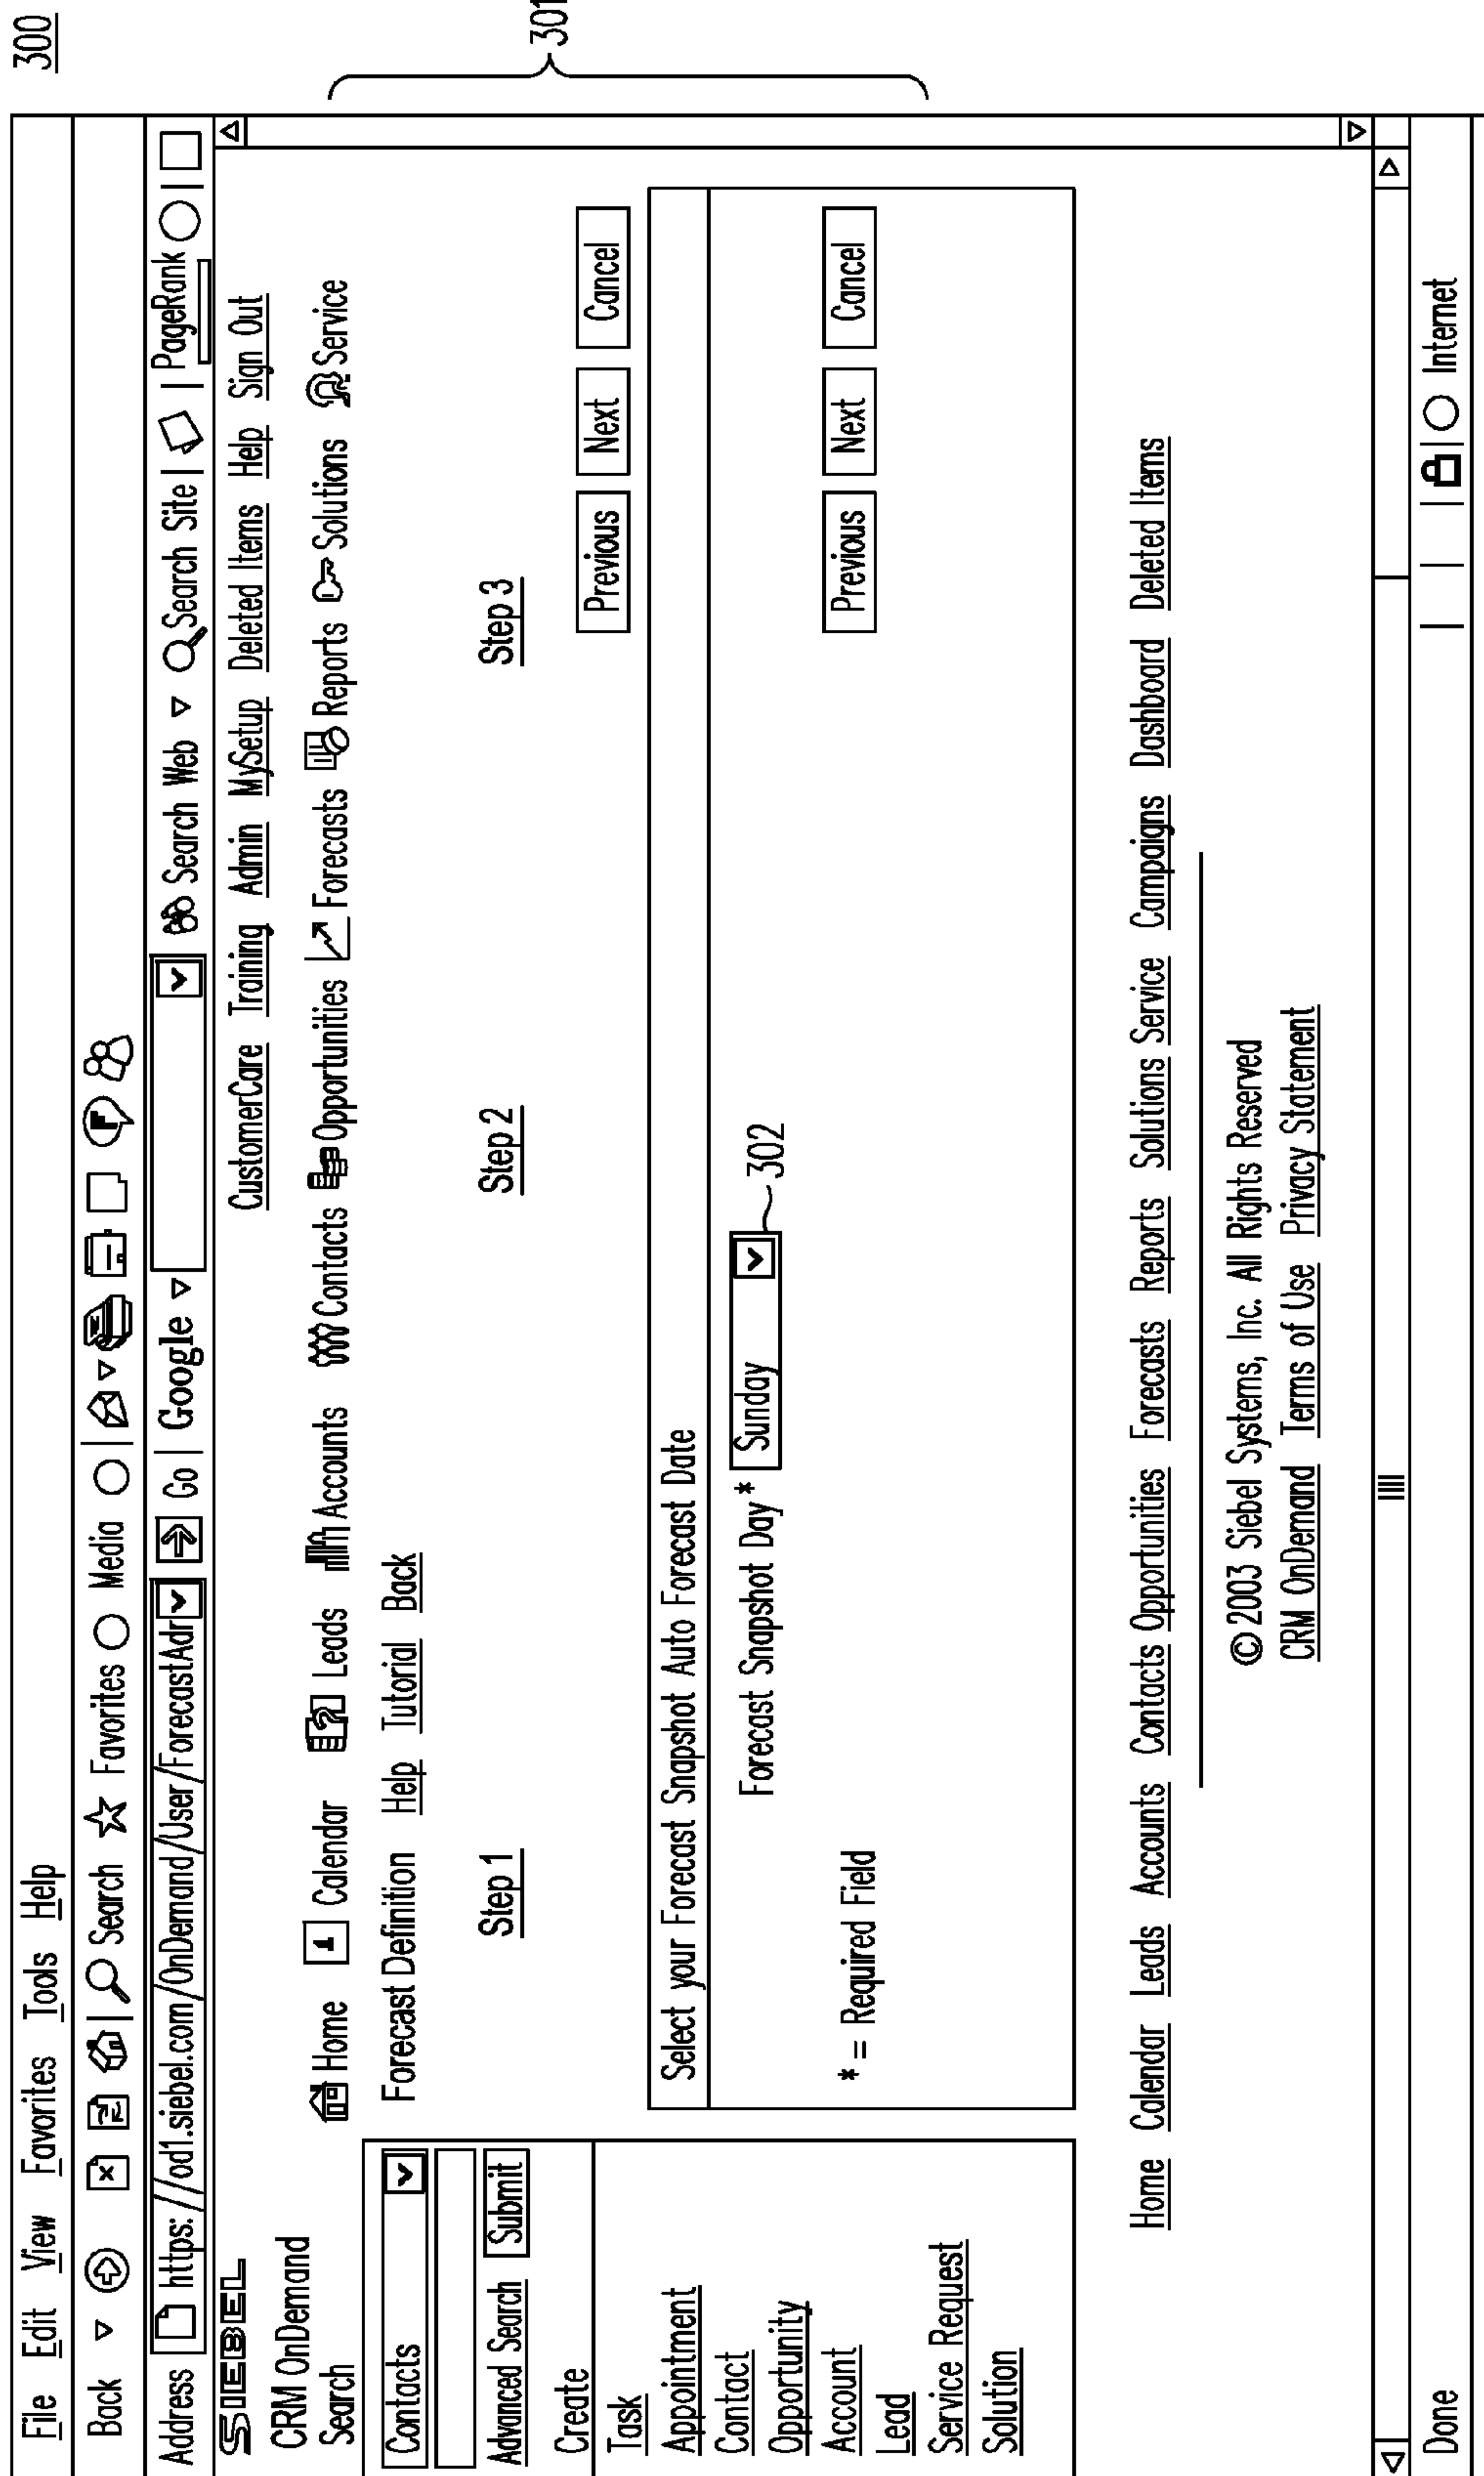 300
File Edit View Favorites Tools Help
Back Search Favorites Media
Address https://od1.siebel.com/OnDemand/User/ForecastAdr Go Google Search Web Search Site PageRank
SIEBEL
CustomerCare Training Admin MySetup Deleted Items Help Sign Out
CRM OnDemand
Home 1 Calendar Leads Accounts Contacts Opportunities Forecasts Reports Solutions Service
Search
Forecast Definition Help Tutorial Back
Contacts
Step 1 Step 2 Step 3
Advanced Search Submit
301
Previous Next Cancel
Create
Task
Select your Forecast Snapshot Auto Forecast Date
Appointment
Contact
Forecast Snapshot Day* Sunday 302
Opportunity
Account
* = Required Field Previous Next Cancel
Lead
Service Request
Solution
Home Calendar Leads Accounts Contacts Opportunities Forecasts Reports Solutions Service Campaigns Dashboard Deleted Items
© 2003 Siebel Systems, Inc. All Rights Reserved
CRM OnDemand Terms of Use Privacy Statement
Done Internet